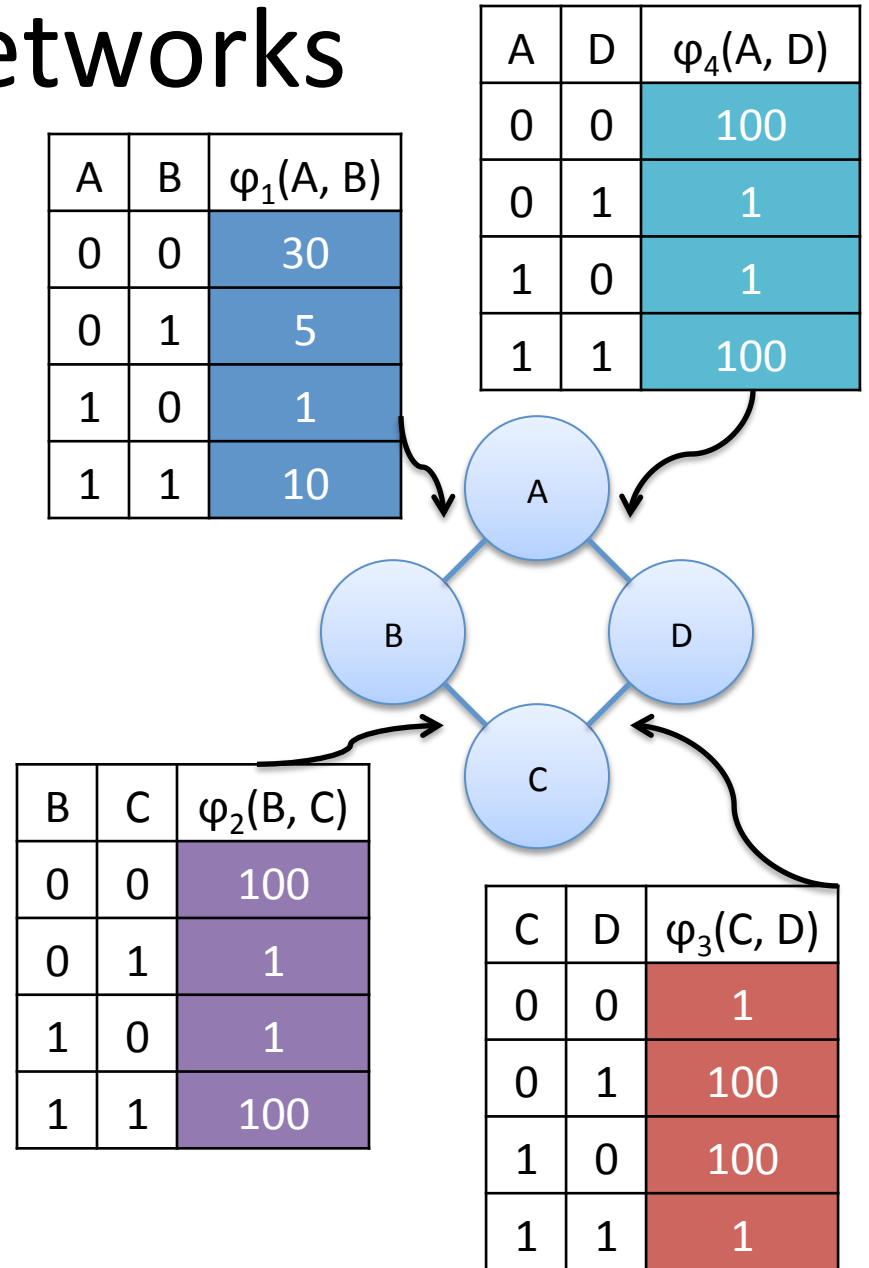 etworks
A B φ₁(A, B)
0 0 30
0 1 5
1 0 1
1 1 10
A D φ₄(A, D)
0 0 100
0 1 1
1 0 1
1 1 100
A
B
D
C
B C φ₂(B, C)
0 0 100
0 1 1
1 0 1
1 1 100
C D φ₃(C, D)
0 0 1
0 1 100
1 0 100
1 1 1